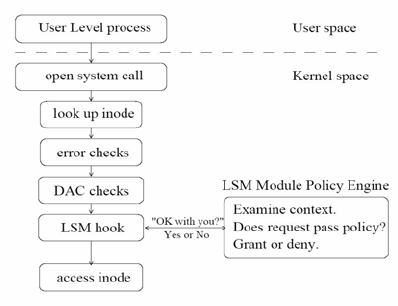 User Level process
User space
open system call
Kernel space
look up inode
error checks
DAC checks
LSM Module Policy Engine
LSM hook
"OK with you?"
Yes or No
Examine context.
Does request pass policy?
Grant or deny.
access inode